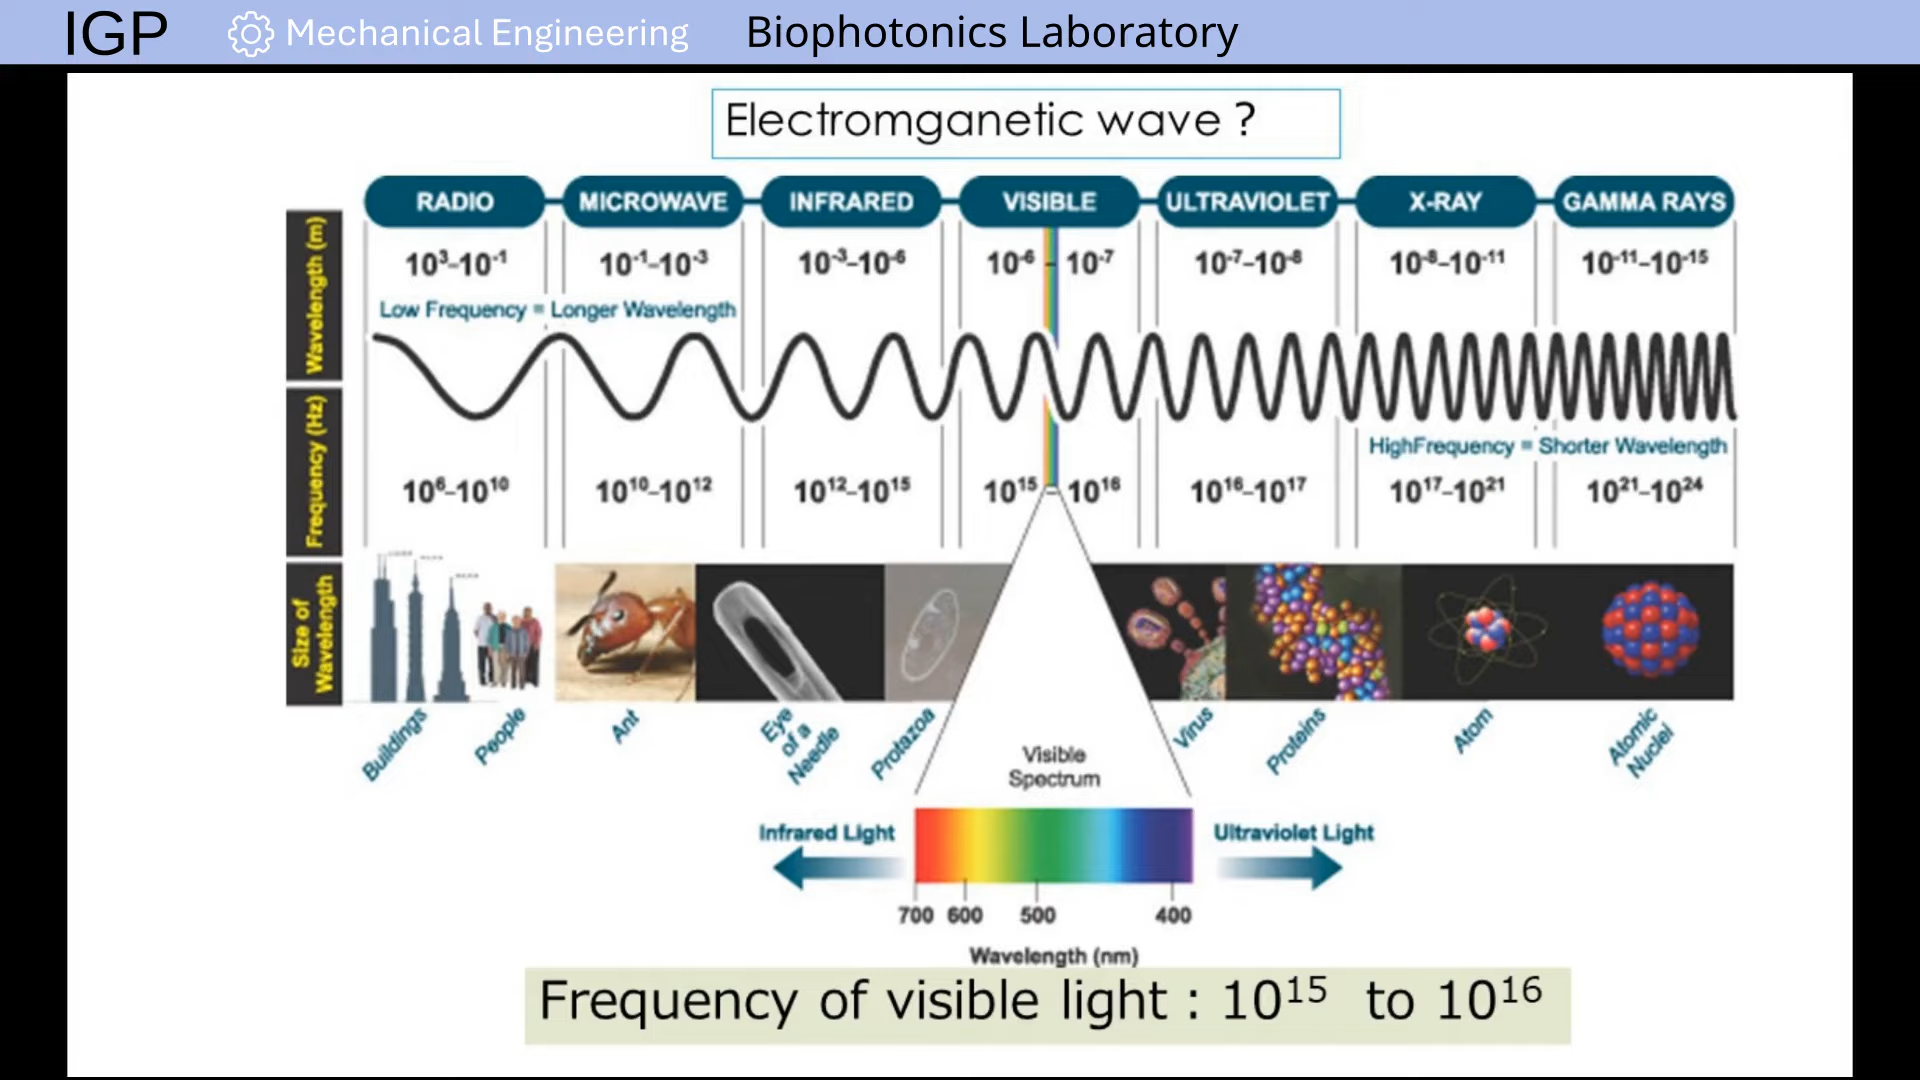 IGP Mechanical Engineering Biophotonics Laboratory
Electromganetic wave ?
RADIO MICROWAVE INFRARED VISIBLE ULTRAVIOLET X-RAY GAMMA RAYS
Wavelength (m)
10³-10⁻¹ 10⁻¹-10⁻³ 10⁻³-10⁻⁶ 10⁻⁶ - 10⁻⁷ 10⁻⁷-10⁻⁸ 10⁻⁸-10⁻¹¹ 10⁻¹¹-10⁻¹⁵
Low Frequency = Longer Wavelength
Frequency (Hz)
HighFrequency = Shorter Wavelength
10⁶-10¹⁰ 10¹⁰-10¹² 10¹²-10¹⁵ 10¹⁵ - 10¹⁶ 10¹⁶-10¹⁷ 10¹⁷-10²¹ 10²¹-10²⁴
Size of
Wavelength
Buildings
People
Ant
Eye
of a
Needle
Protazoa
Virus
Proteins
Atom
Atomic
Nuclei
Visible
Spectrum
Infrared Light
Ultraviolet Light
700 600 500 400
Wavelength (nm)
Frequency of visible light : 10¹⁵ to 10¹⁶